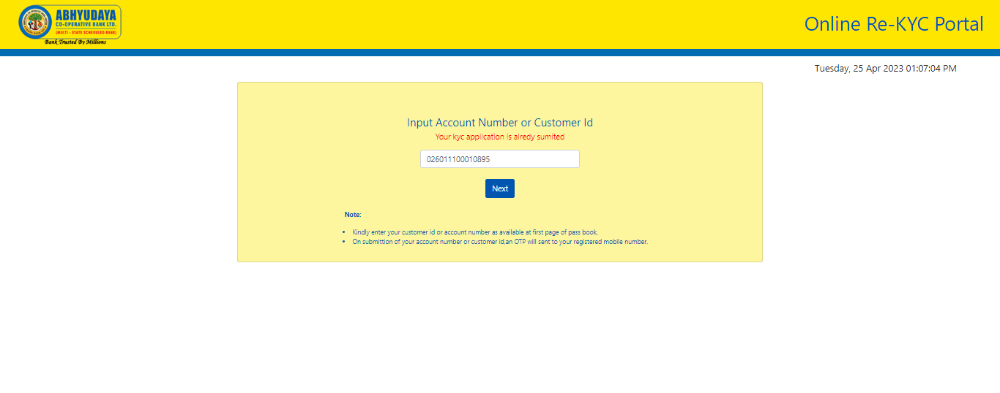 ABHYUDAYA
CO-OPERATIVE BANK LTD.
(MULTI - STATE SCHEDULED BANK)
Bank Trusted By Millions
Online Re-KYC Portal
Tuesday, 25 Apr 2023 01:07:04 PM
Input Account Number or Customer Id
Your kyc application is alredy sumited
026011100010895
Next
Note:
Kindly enter your customer id or account number as available at first page of pass book.
On submittion of your account number or customer id,an OTP will sent to your registered mobile number.